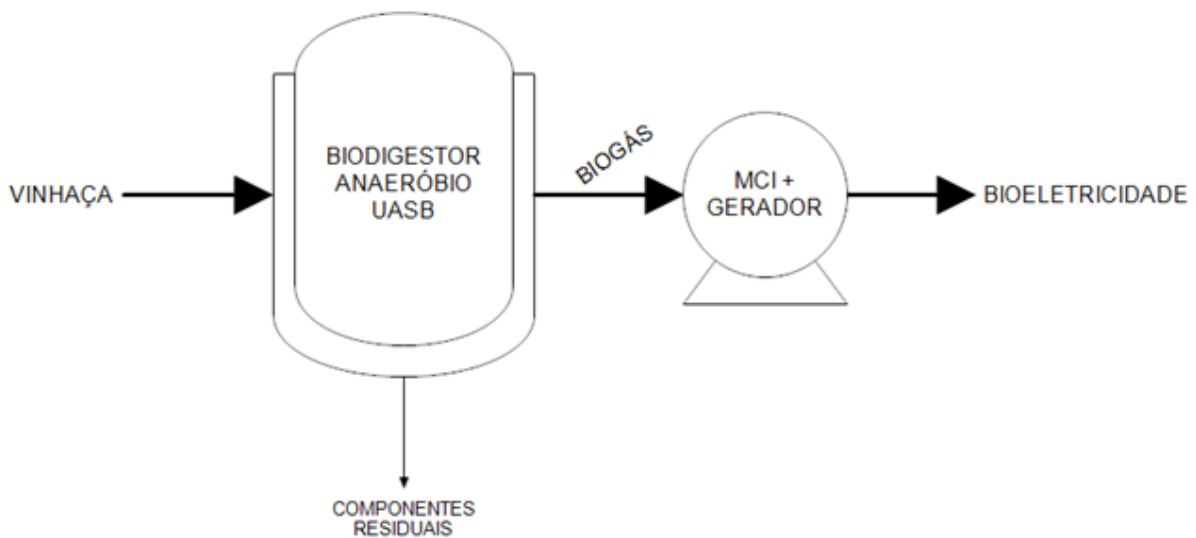 VINHAÇA
BIODIGESTOR
ANAERÓBIO
UASB
BIOGÁS
MCI +
GERADOR
BIOELETRICIDADE
COMPONENTES
RESIDUAIS